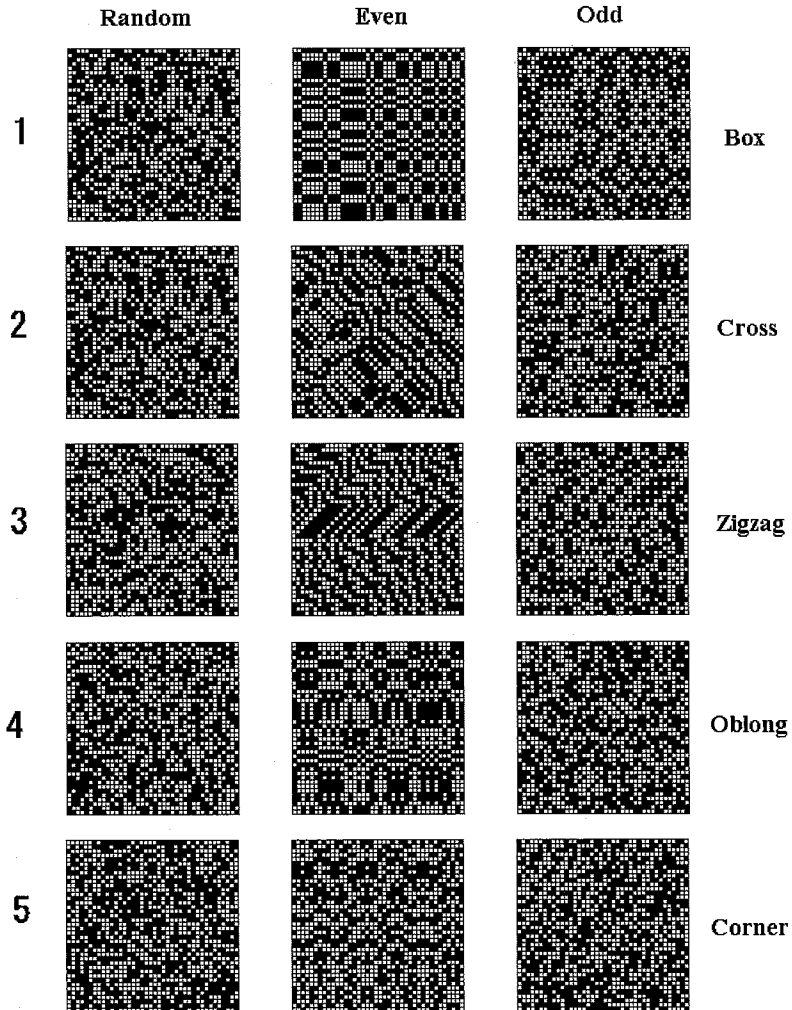 Random Even Odd
1 Box
2 Cross
3 Zigzag
4 Oblong
5 Corner